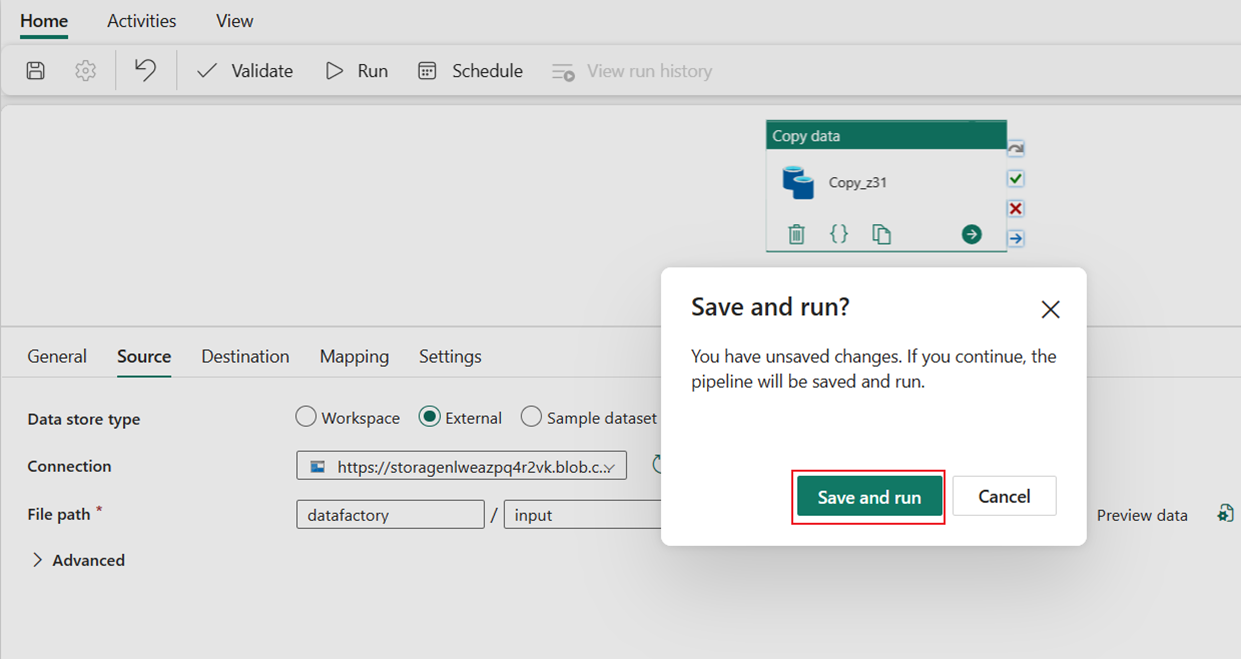 Home Activities View
Validate Run Schedule View run history
Copy data
Copy_z31
Save and run?
You have unsaved changes. If you continue, the
pipeline will be saved and run.
Save and run Cancel
General Source Destination Mapping Settings
Data store type Workspace External Sample dataset
Connection https://storagenlweazpq4r2vk.blob.c...
File path * datafactory / input Preview data
Advanced